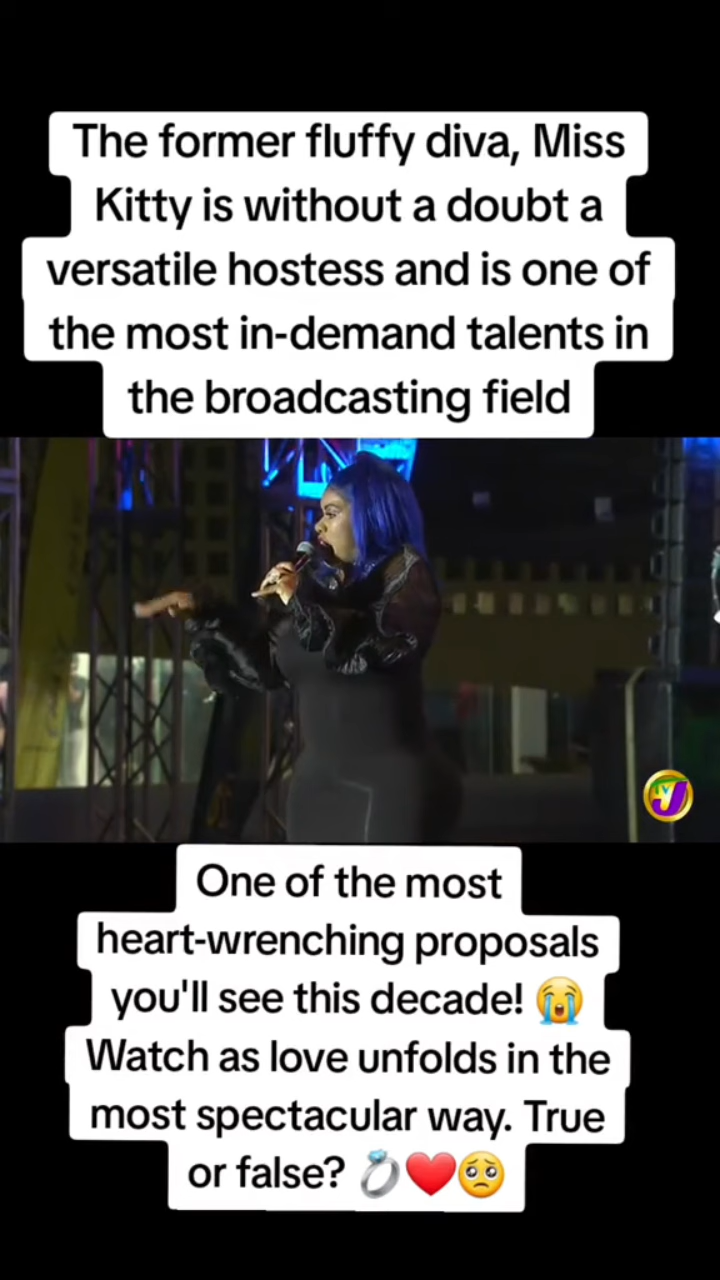 The former fluffy diva, Miss
Kitty is without a doubt a
versatile hostess and is one of
the most in-demand talents in
the broadcasting field
TVJ
One of the most
heart-wrenching proposals
you'll see this decade! 😭
Watch as love unfolds in the
most spectacular way. True
or false? 💍❤️🥺